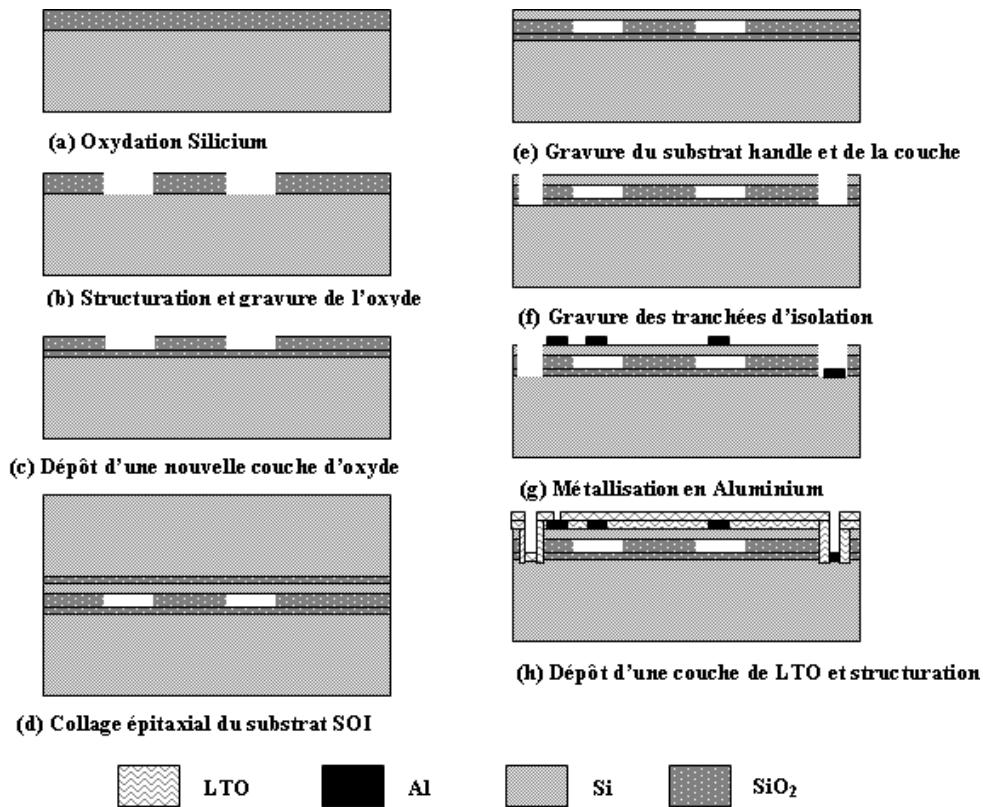 (a) Oxydation Silicium
(b) Structuration et gravure de l'oxyde
(c) Dépôt d'une nouvelle couche d'oxyde
(d) Collage épitaxial du substrat SOI
(e) Gravure du substrat handle et de la couche
(f) Gravure des tranchées d'isolation
(g) Métallisation en Aluminium
(h) Dépôt d'une couche de LTO et structuration
LTO Al Si SiO₂